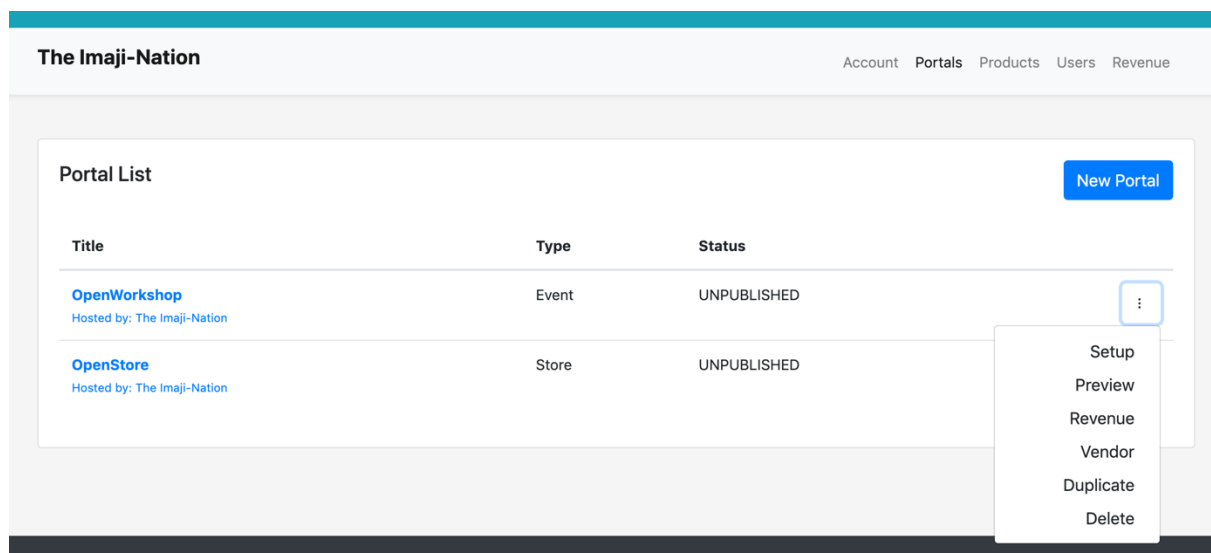 The Imaji-Nation
Account Portals Products Users Revenue
Portal List
New Portal
Title Type Status
OpenWorkshop Event UNPUBLISHED
Hosted by: The Imaji-Nation
OpenStore Store UNPUBLISHED
Hosted by: The Imaji-Nation
Setup
Preview
Revenue
Vendor
Duplicate
Delete